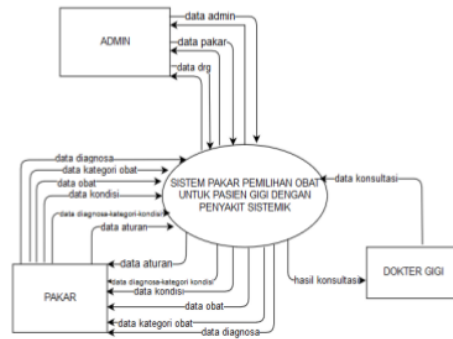 data admin
ADMIN
data pakar
data drg
data diagnosa
data kategori obat
data obat
data kondisi
data diagnosa-kategori-kondisi
data aturan
SISTEM PAKAR PEMILIHAN OBAT
UNTUK PASIEN GIGI DENGAN
PENYAKIT SISTEMIK
data konsultasi
DOKTER GIGI
hasil konsultasi
PAKAR
data aturan
data diagnosa-kategori kondisi
data kondisi
data obat
data kategori obat
data diagnosa